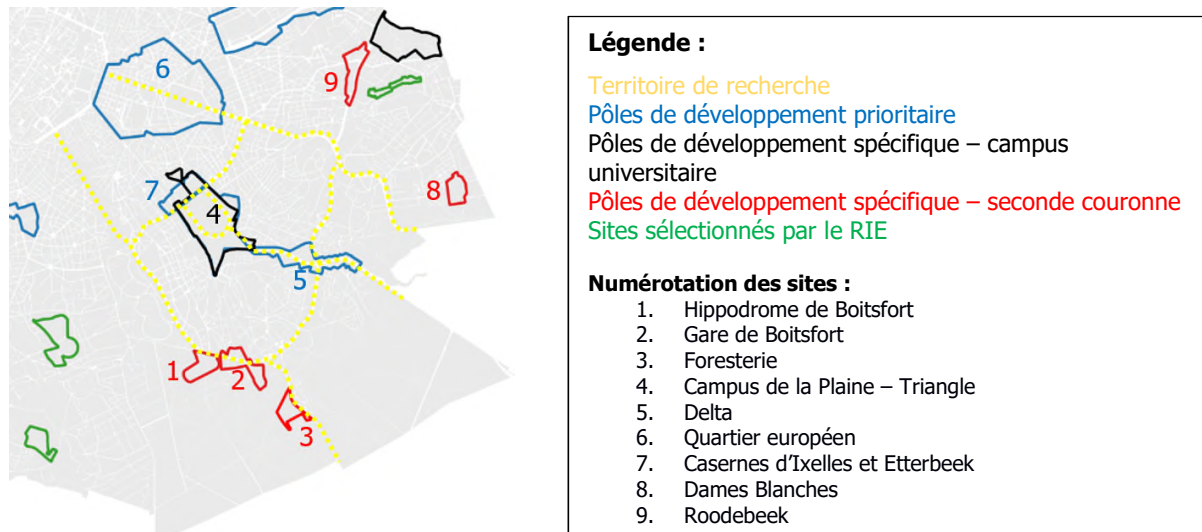 6
9
7
8
4
5
1
2
3
Légende :
Territoire de recherche
Pôles de développement prioritaire
Pôles de développement spécifique – campus
universitaire
Pôles de développement spécifique – seconde couronne
Sites sélectionnés par le RIE
Numérotation des sites :
1. Hippodrome de Boitsfort
2. Gare de Boitsfort
3. Foresterie
4. Campus de la Plaine – Triangle
5. Delta
6. Quartier européen
7. Casernes d’Ixelles et Etterbeek
8. Dames Blanches
9. Roodebeek